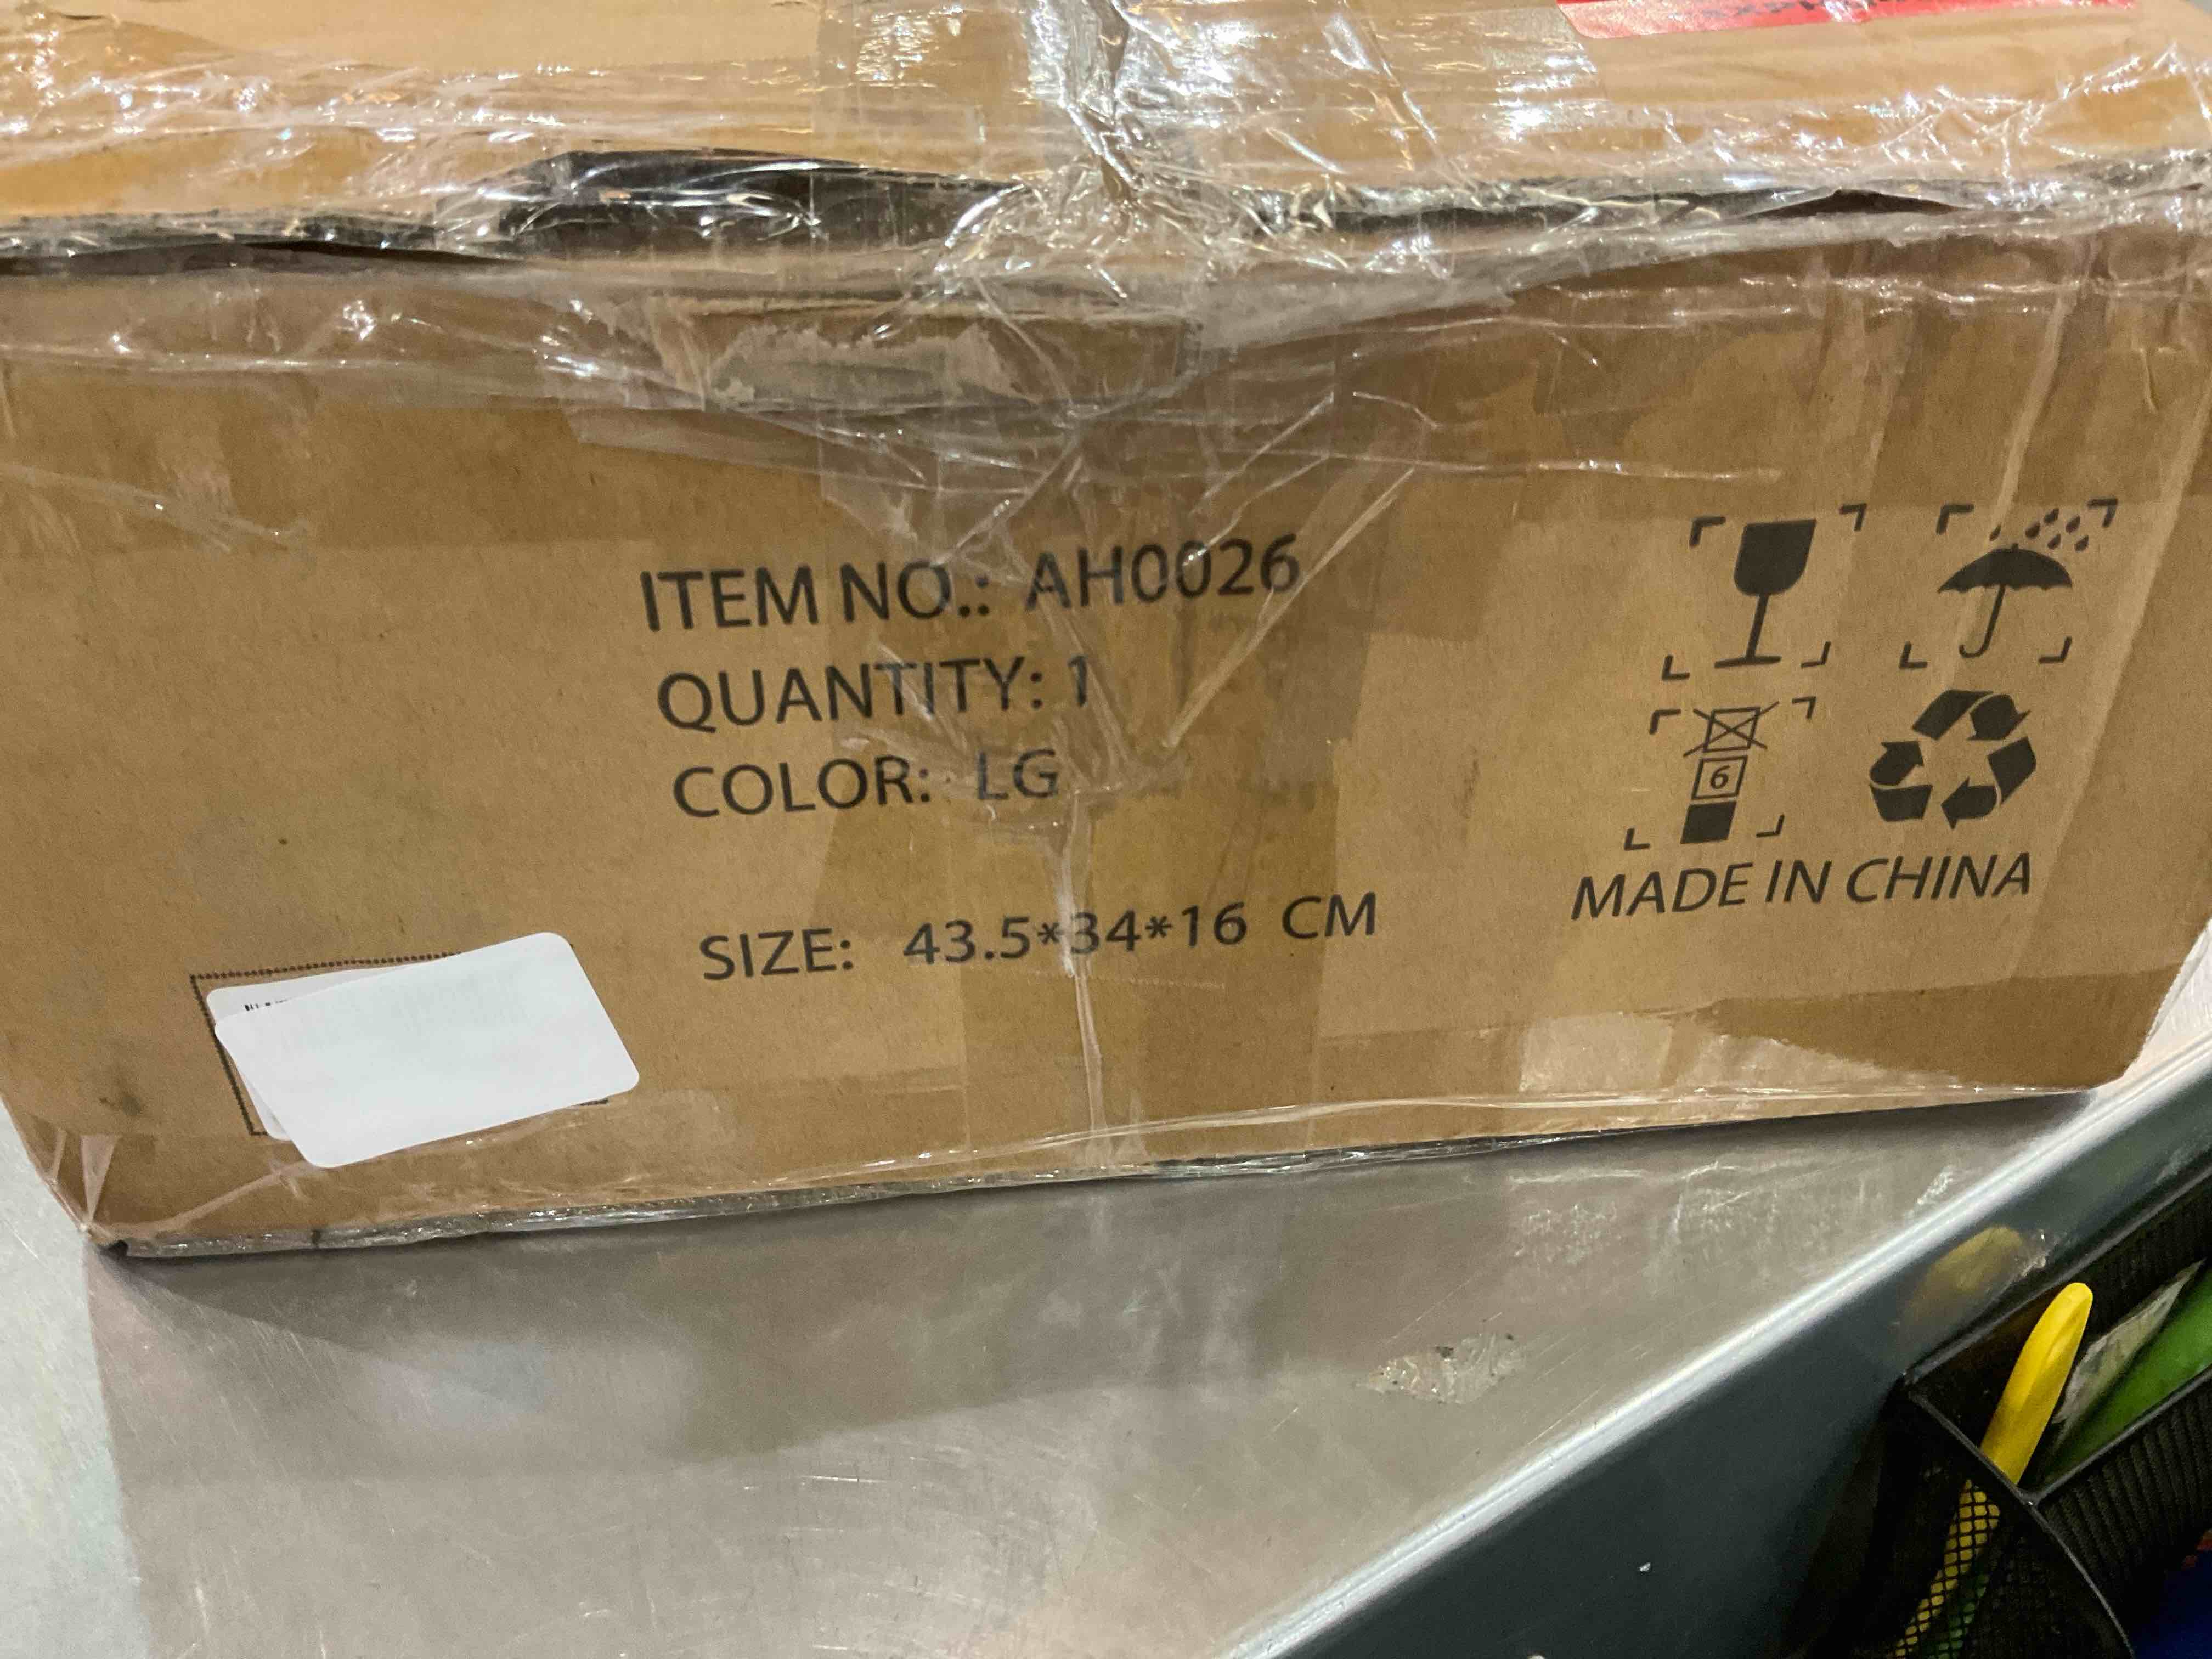 ITEM NO.: AH0026
QUANTITY: 1
COLOR: LG
SIZE: 43.5*34*16 CM
6
MADE IN CHINA